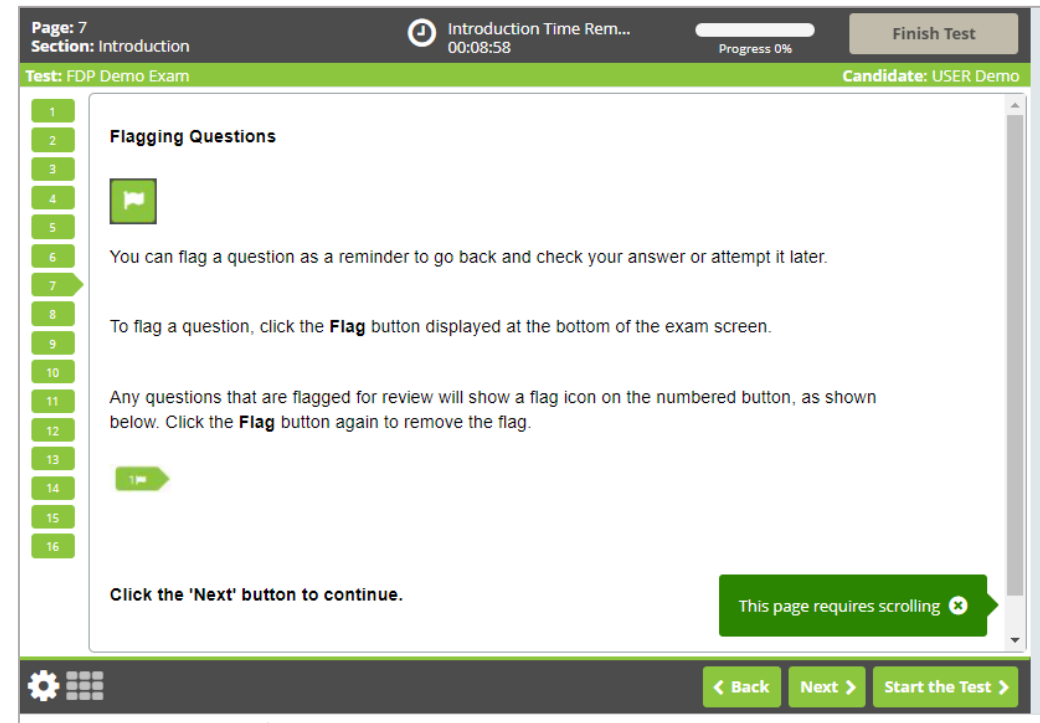 Page: 7
Section: Introduction
Introduction Time Rem...
00:08:58
Progress 0%
Finish Test
Test: FDP Demo Exam
Candidate: USER Demo
1
2
3
4
5
6
7
8
9
10
11
12
13
14
15
16
Flagging Questions
You can flag a question as a reminder to go back and check your answer or attempt it later.
To flag a question, click the Flag button displayed at the bottom of the exam screen.
Any questions that are flagged for review will show a flag icon on the numbered button, as shown
below. Click the Flag button again to remove the flag.
1
Click the 'Next' button to continue.
This page requires scrolling
Back
Next
Start the Test